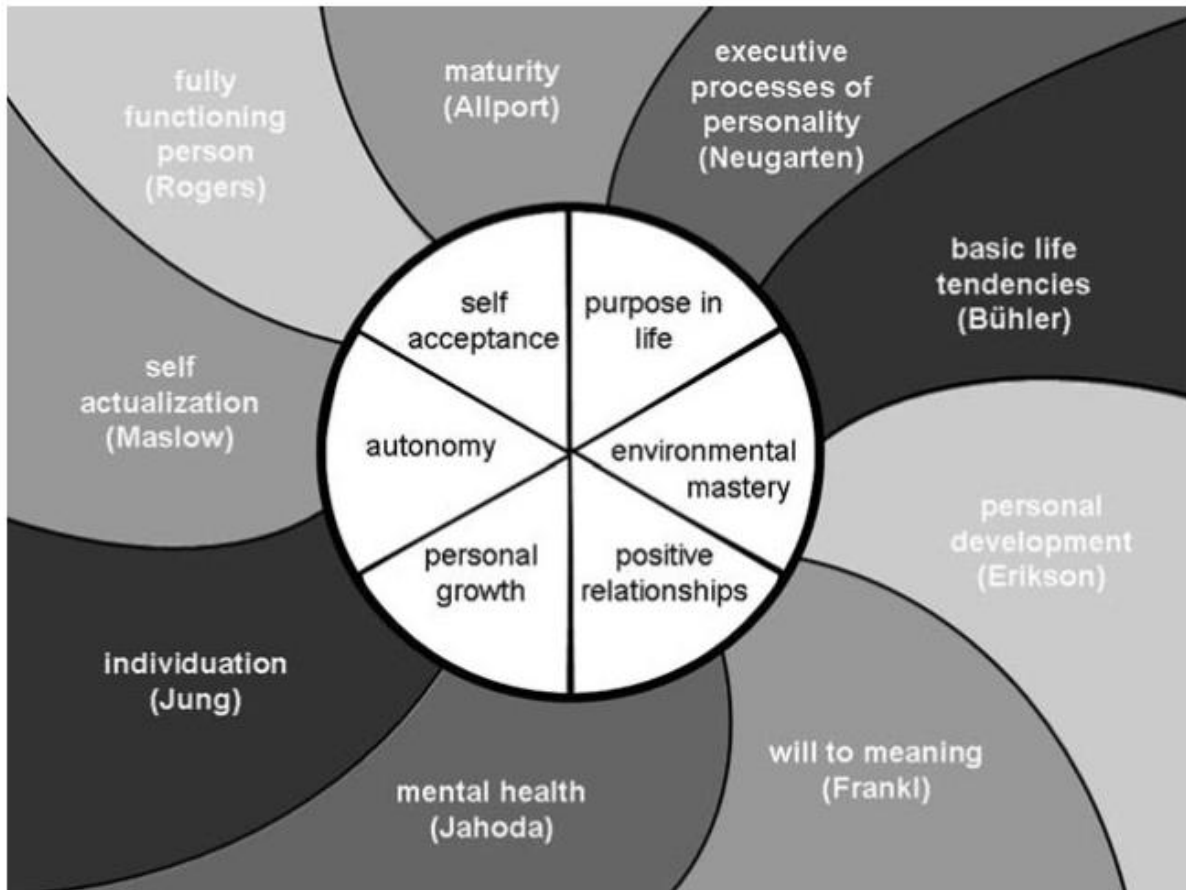 fully
functioning
person
(Rogers)
maturity
(Allport)
executive
processes of
personality
(Neugarten)
basic life
tendencies
(Bühler)
personal
development
(Erikson)
will to meaning
(Frankl)
mental health
(Jahoda)
individuation
(Jung)
self
actualization
(Maslow)
self
acceptance
purpose in
life
environmental
mastery
positive
relationships
personal
growth
autonomy